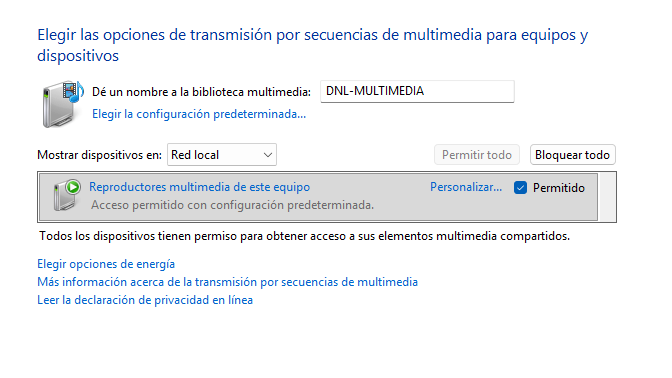 Elegir las opciones de transmisión por secuencias de multimedia para equipos y
dispositivos
Dé un nombre a la biblioteca multimedia: DNL-MULTIMEDIA
Elegir la configuración predeterminada...
Mostrar dispositivos en: Red local Permitir todo Bloquear todo
Reproductores multimedia de este equipo Personalizar... Permitido
Acceso permitido con configuración predeterminada.
Todos los dispositivos tienen permiso para obtener acceso a sus elementos multimedia compartidos.
Elegir opciones de energía
Más información acerca de la transmisión por secuencias de multimedia
Leer la declaración de privacidad en línea